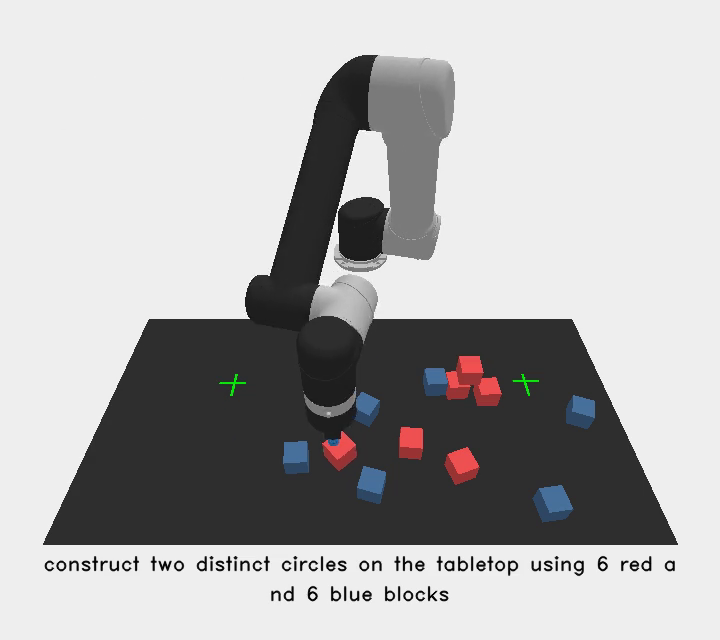 construct two distinct circles on the tabletop using 6 red a
nd 6 blue blocks